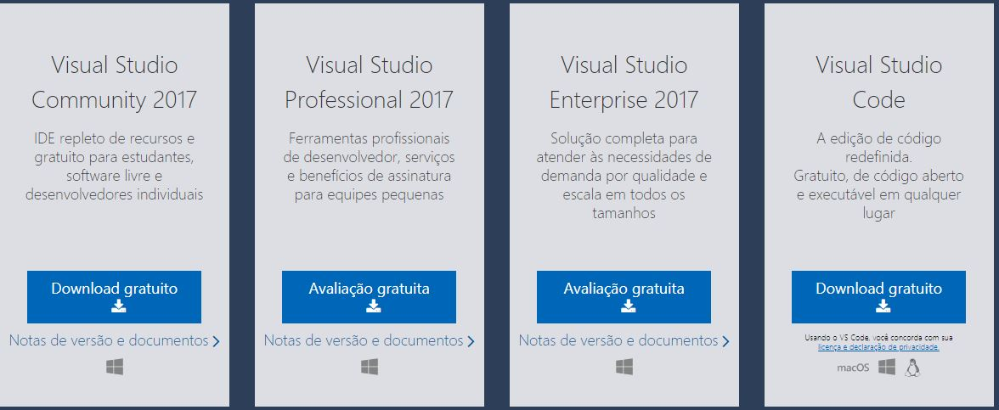 Visual Studio
Community 2017
IDE repleto de recursos e
gratuito para estudantes,
software livre e
desenvolvedores individuais
Download gratuito
Notas de versão e documentos
Visual Studio
Professional 2017
Ferramentas profissionais
de desenvolvedor, serviços
e benefícios de assinatura
para equipes pequenas
Avaliação gratuita
Notas de versão e documentos
Visual Studio
Enterprise 2017
Solução completa para
atender às necessidades de
demanda por qualidade e
escala em todos os
tamanhos
Avaliação gratuita
Notas de versão e documentos
Visual Studio
Code
A edição de código
redefinida.
Gratuito, de código aberto
e executável em qualquer
lugar
Download gratuito
Usando o VS Code, você concorda com sua
licença e declaração de privacidade.
macOS